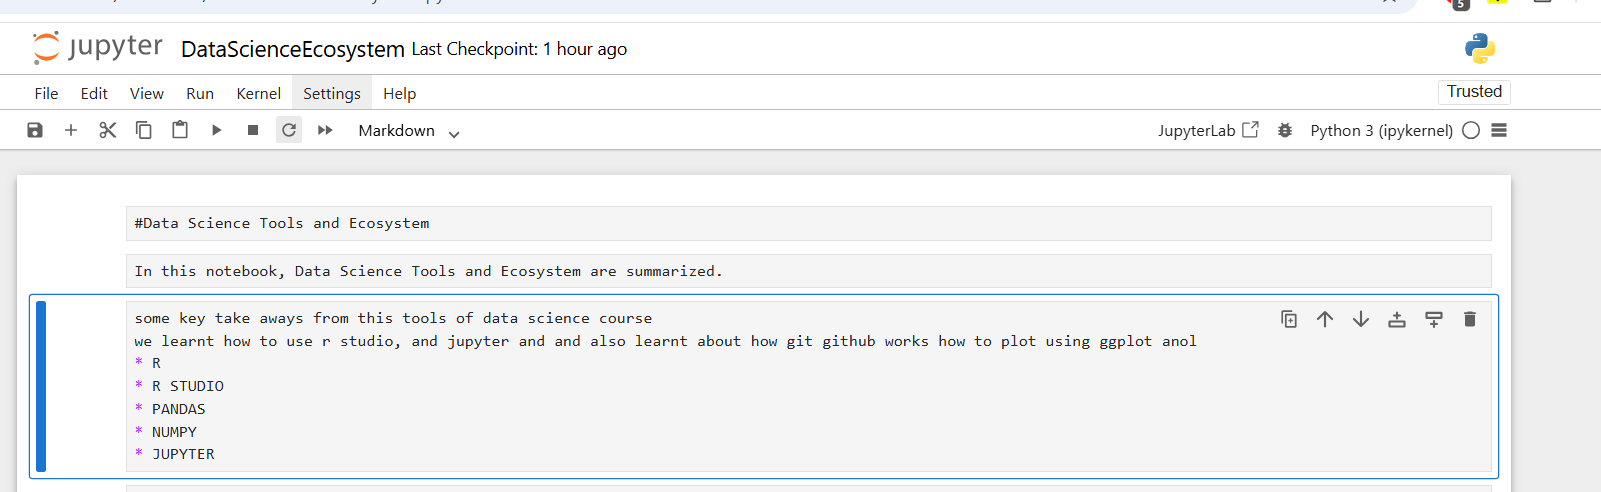 5
jupyter DataScienceEcosystem Last Checkpoint: 1 hour ago
File Edit View Run Kernel Settings Help Trusted
Markdown JupyterLab Python 3 (ipykernel)
#Data Science Tools and Ecosystem
In this notebook, Data Science Tools and Ecosystem are summarized.
some key take aways from this tools of data science course
we learnt how to use r studio, and jupyter and and also learnt about how git github works how to plot using ggplot anol
* R
* R STUDIO
* PANDAS
* NUMPY
* JUPYTER